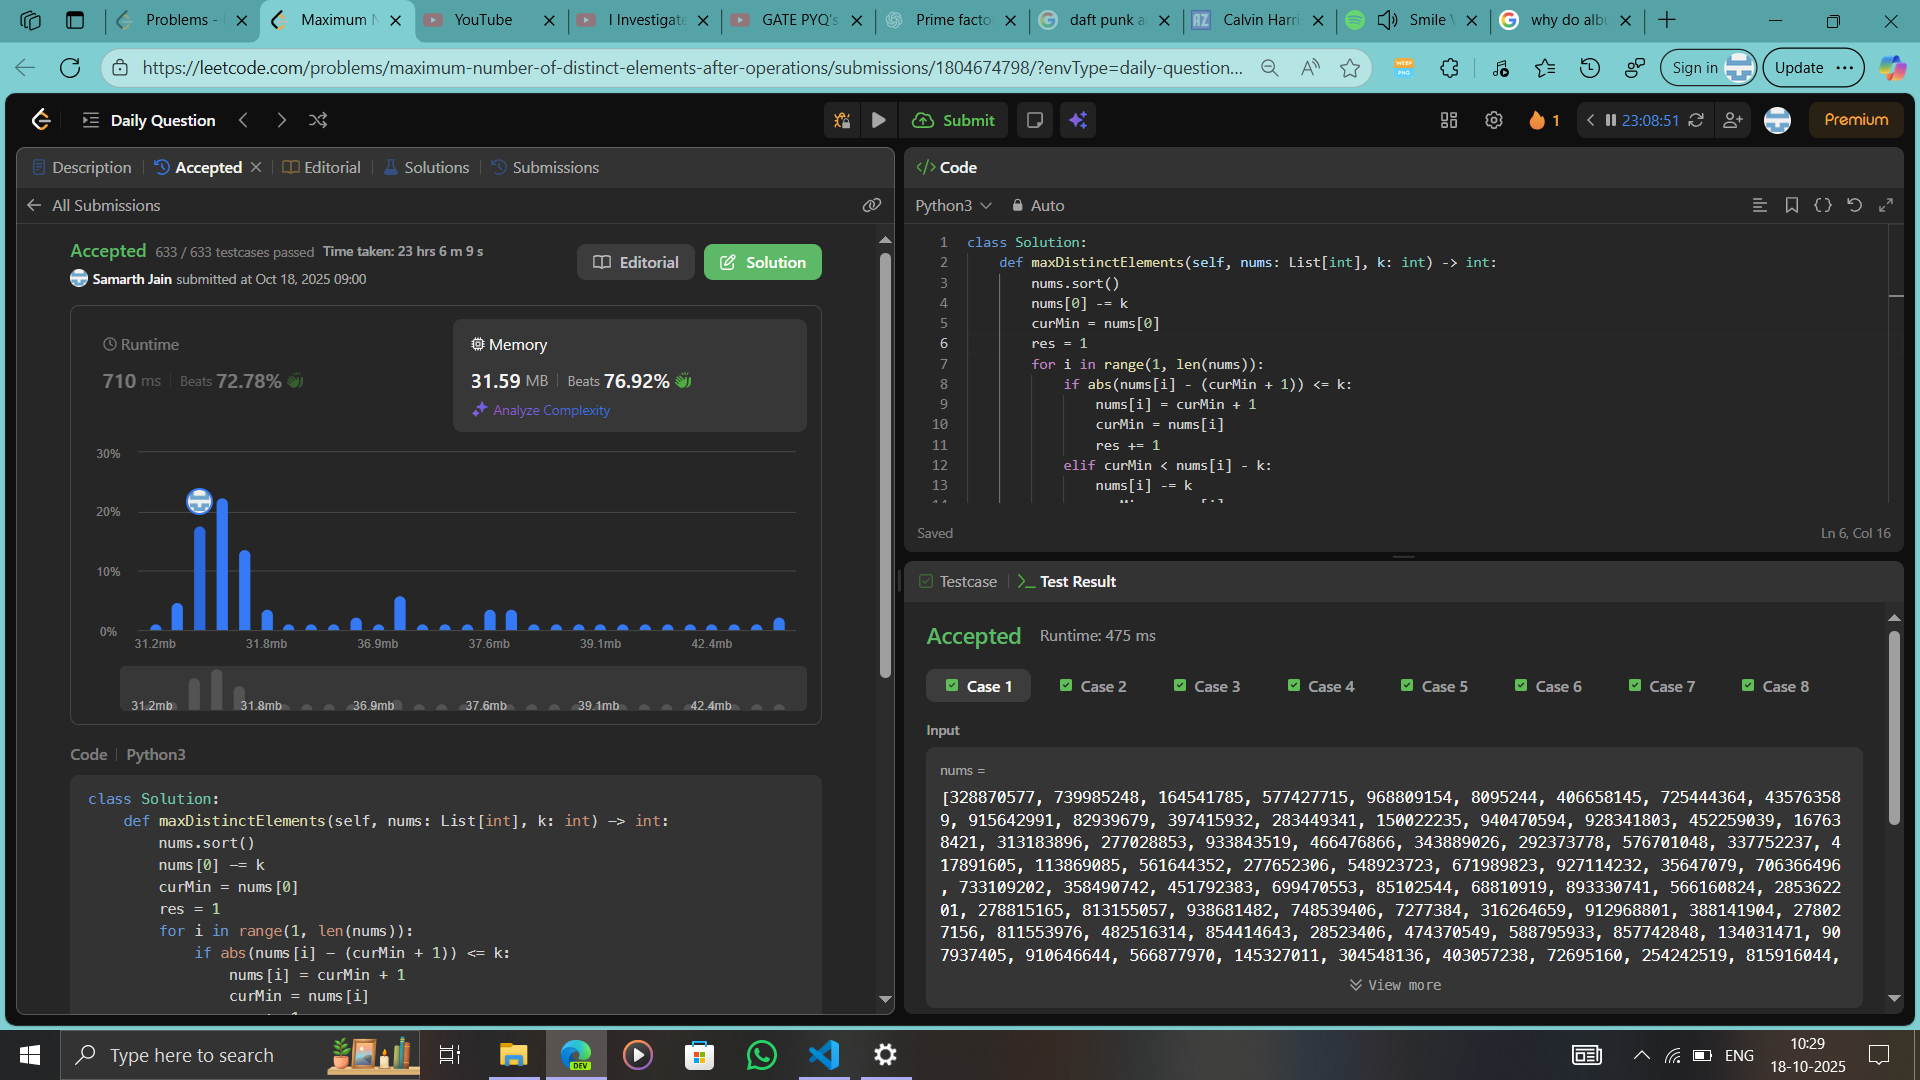 Problems -
Maximum N
YouTube
I Investigate
GATE PYQ's
Prime facto
daft punk a
Calvin Harri
Smile
why do alb
https://leetcode.com/problems/maximum-number-of-distinct-elements-after-operations/submissions/1804674798/?envType=daily-question...
Sign in
Update
Daily Question
Submit
1
23:08:51
Premium
Description
Accepted
Editorial
Solutions
Submissions
All Submissions
Accepted 633 / 633 testcases passed Time taken: 23 hrs 6 m 9 s
Samarth Jain submitted at Oct 18, 2025 09:00
Editorial
Solution
Runtime
710 ms Beats 72.78%
Memory
31.59 MB Beats 76.92%
Analyze Complexity
30%
20%
10%
0%
31.2mb 31.8mb 36.9mb 37.6mb 39.1mb 42.4mb
31.2mb 31.8mb 36.9mb 37.6mb 39.1mb 42.4mb
Code Python3
class Solution:
def maxDistinctElements(self, nums: List[int], k: int) -> int:
nums.sort()
nums[0] -= k
curMin = nums[0]
res = 1
for i in range(1, len(nums)):
if abs(nums[i] - (curMin + 1)) <= k:
nums[i] = curMin + 1
curMin = nums[i]
</> Code
Python3 Auto
1 class Solution:
2 def maxDistinctElements(self, nums: List[int], k: int) -> int:
3 nums.sort()
4 nums[0] -= k
5 curMin = nums[0]
6 res = 1
7 for i in range(1, len(nums)):
8 if abs(nums[i] - (curMin + 1)) <= k:
9 nums[i] = curMin + 1
10 curMin = nums[i]
11 res += 1
12 elif curMin < nums[i] - k:
13 nums[i] -= k
Saved
Ln 6, Col 16
Testcase
Test Result
Accepted Runtime: 475 ms
Case 1 Case 2 Case 3 Case 4 Case 5 Case 6 Case 7 Case 8
Input
nums =
[328870577, 739985248, 164541785, 577427715, 968809154, 8095244, 406658145, 725444364, 43576358
9, 915642991, 82939679, 397415932, 283449341, 150022235, 940470594, 928341803, 452259039, 16763
8421, 313183896, 277028853, 933843519, 466476866, 343889026, 292373778, 576701048, 337752237, 4
17891605, 113869085, 561644352, 277652306, 548923723, 671989823, 927114232, 35647079, 706366496
, 733109202, 358490742, 451792383, 699470553, 85102544, 68810919, 893330741, 566160824, 2853622
01, 278815165, 813155057, 938681482, 748539406, 7277384, 316264659, 912968801, 388141904, 27802
7156, 811553976, 482516314, 854414643, 28523406, 474370549, 588795933, 857742848, 134031471, 90
7937405, 910646644, 566877970, 145327011, 304548136, 403057238, 72695160, 254242519, 815916044,
View more
Type here to search
DEV
ENG
10:29
18-10-2025